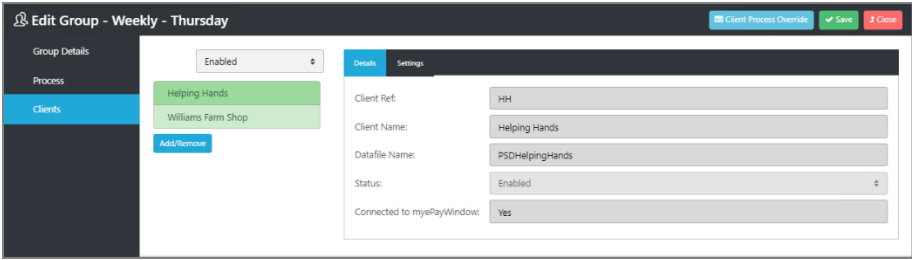 Edit Group - Weekly - Thursday
Client Process Override
Save
Close
Group Details
Process
Clients
Enabled
Helping Hands
Williams Farm Shop
Add/Remove
Details Settings
Client Ref: HH
Client Name: Helping Hands
Datafile Name: PSDHelpingHands
Status: Enabled
Connected to myePayWindow: Yes